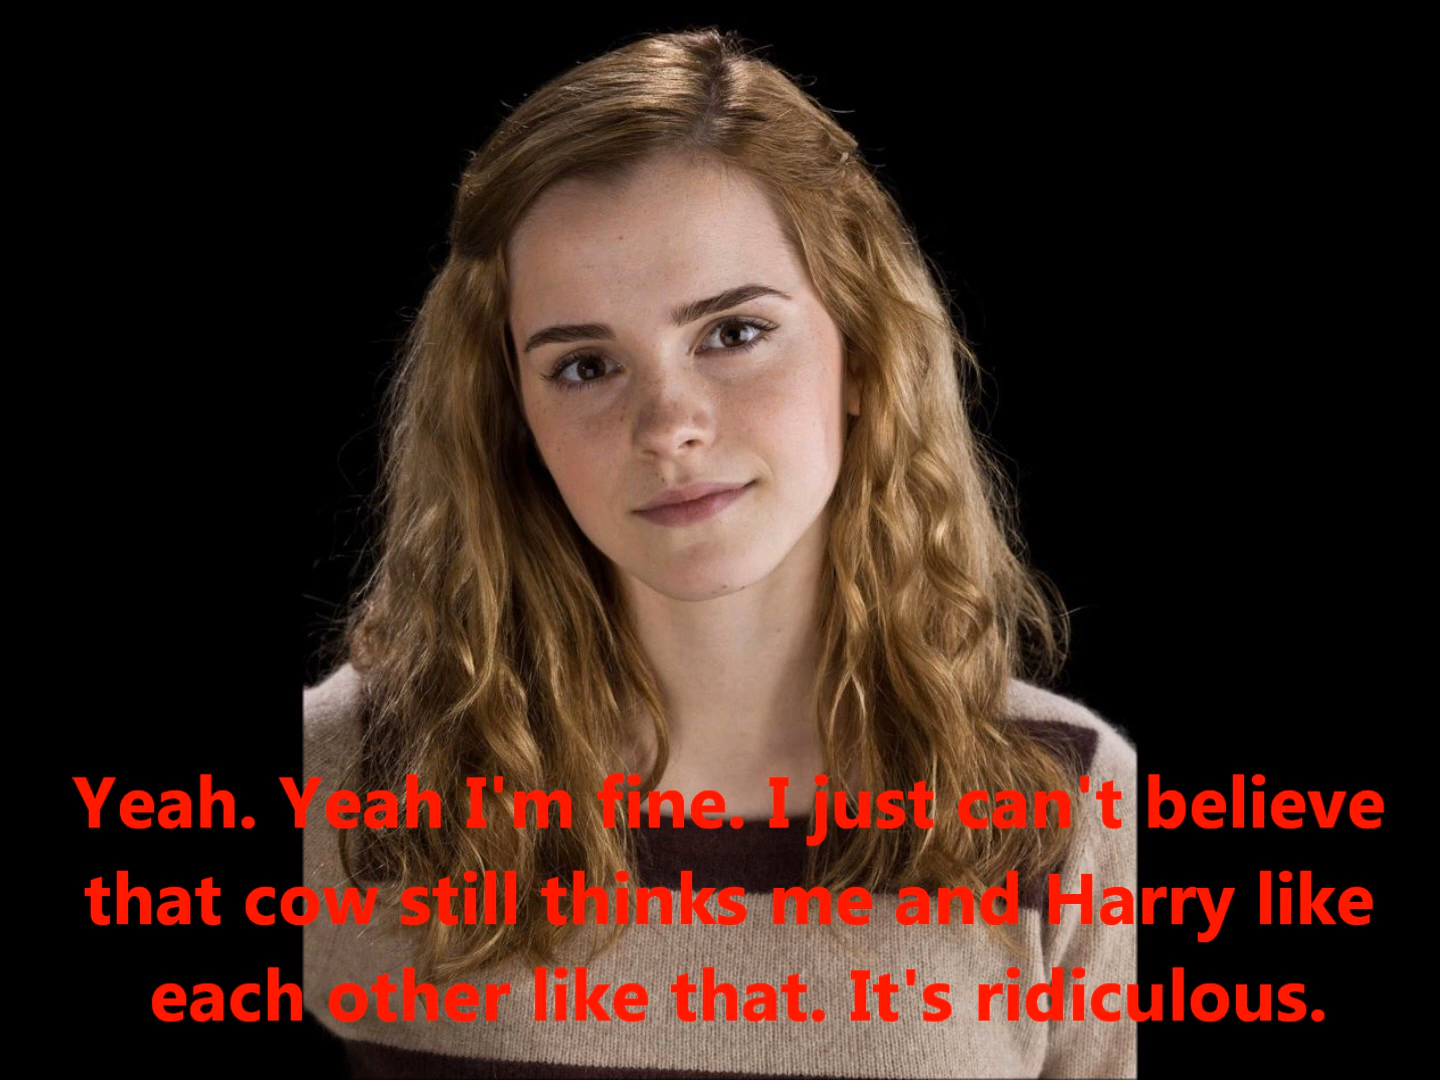 Yeah. Yeah I'm fine. I just can't believe
that cow still thinks me and Harry like
each other like that. It's ridiculous.